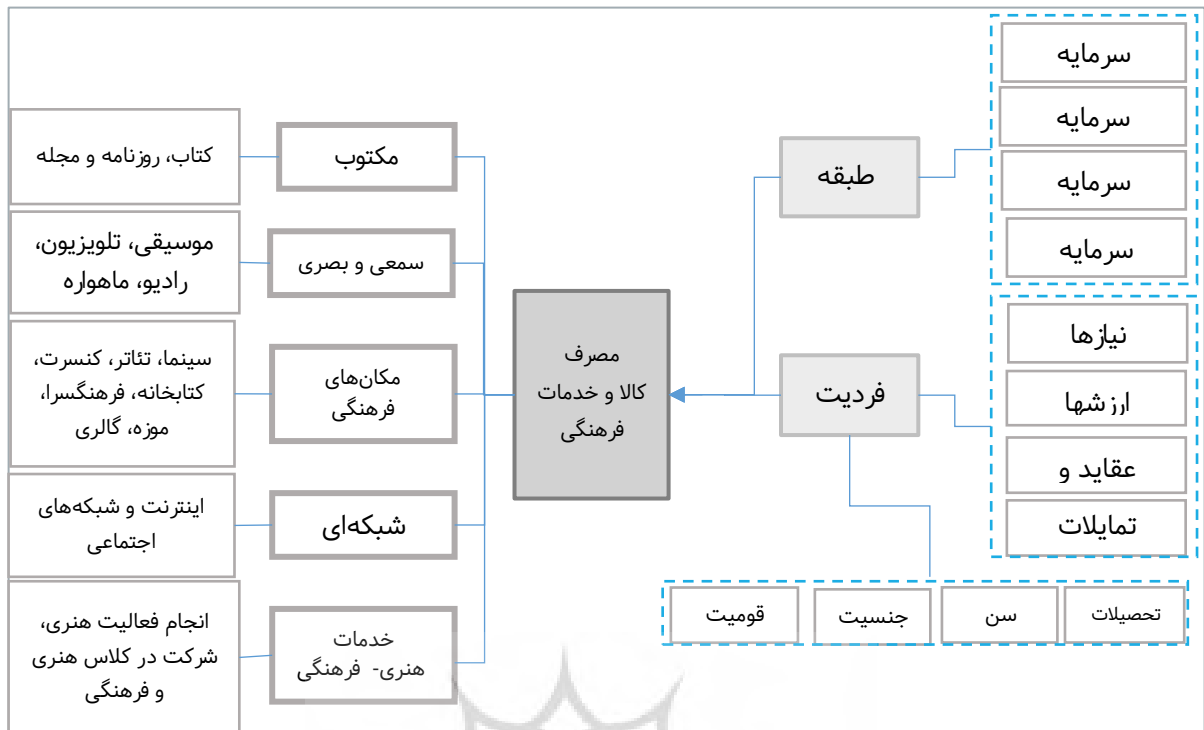 سرمایه
سرمایه
سرمایه
سرمایه
طبقه
نیازها
ارزشها
عقاید و
تمایلات
فردیت
تحصیلات
سن
جنسیت
قومیت
مصرف
کالا و خدمات
فرهنگی
مکتوب
کتاب، روزنامه و مجله
سمعی و بصری
موسیقی، تلویزیون،
رادیو، ماهواره
مکان‌های
فرهنگی
سینما، تئاتر، کنسرت،
کتابخانه، فرهنگسرا،
موزه، گالری
شبکه‌ای
اینترنت و شبکه‌های
اجتماعی
خدمات
هنری- فرهنگی
انجام فعالیت هنری،
شرکت در کلاس هنری
و فرهنگی